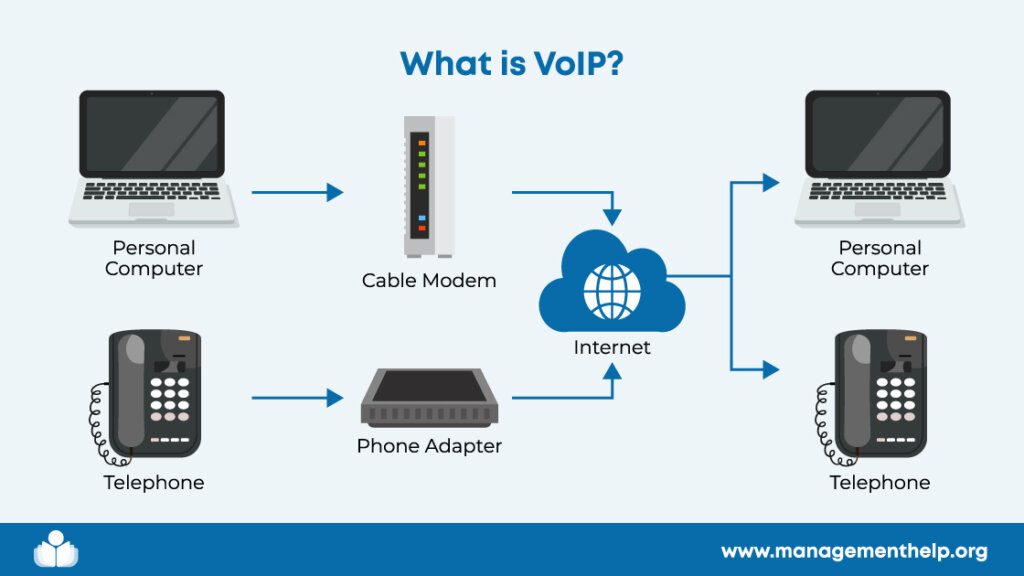 What is VoIP?
Personal
Computer
Cable Modem
Personal
Computer
Internet
Telephone
Phone Adapter
Telephone
www.managementhelp.org